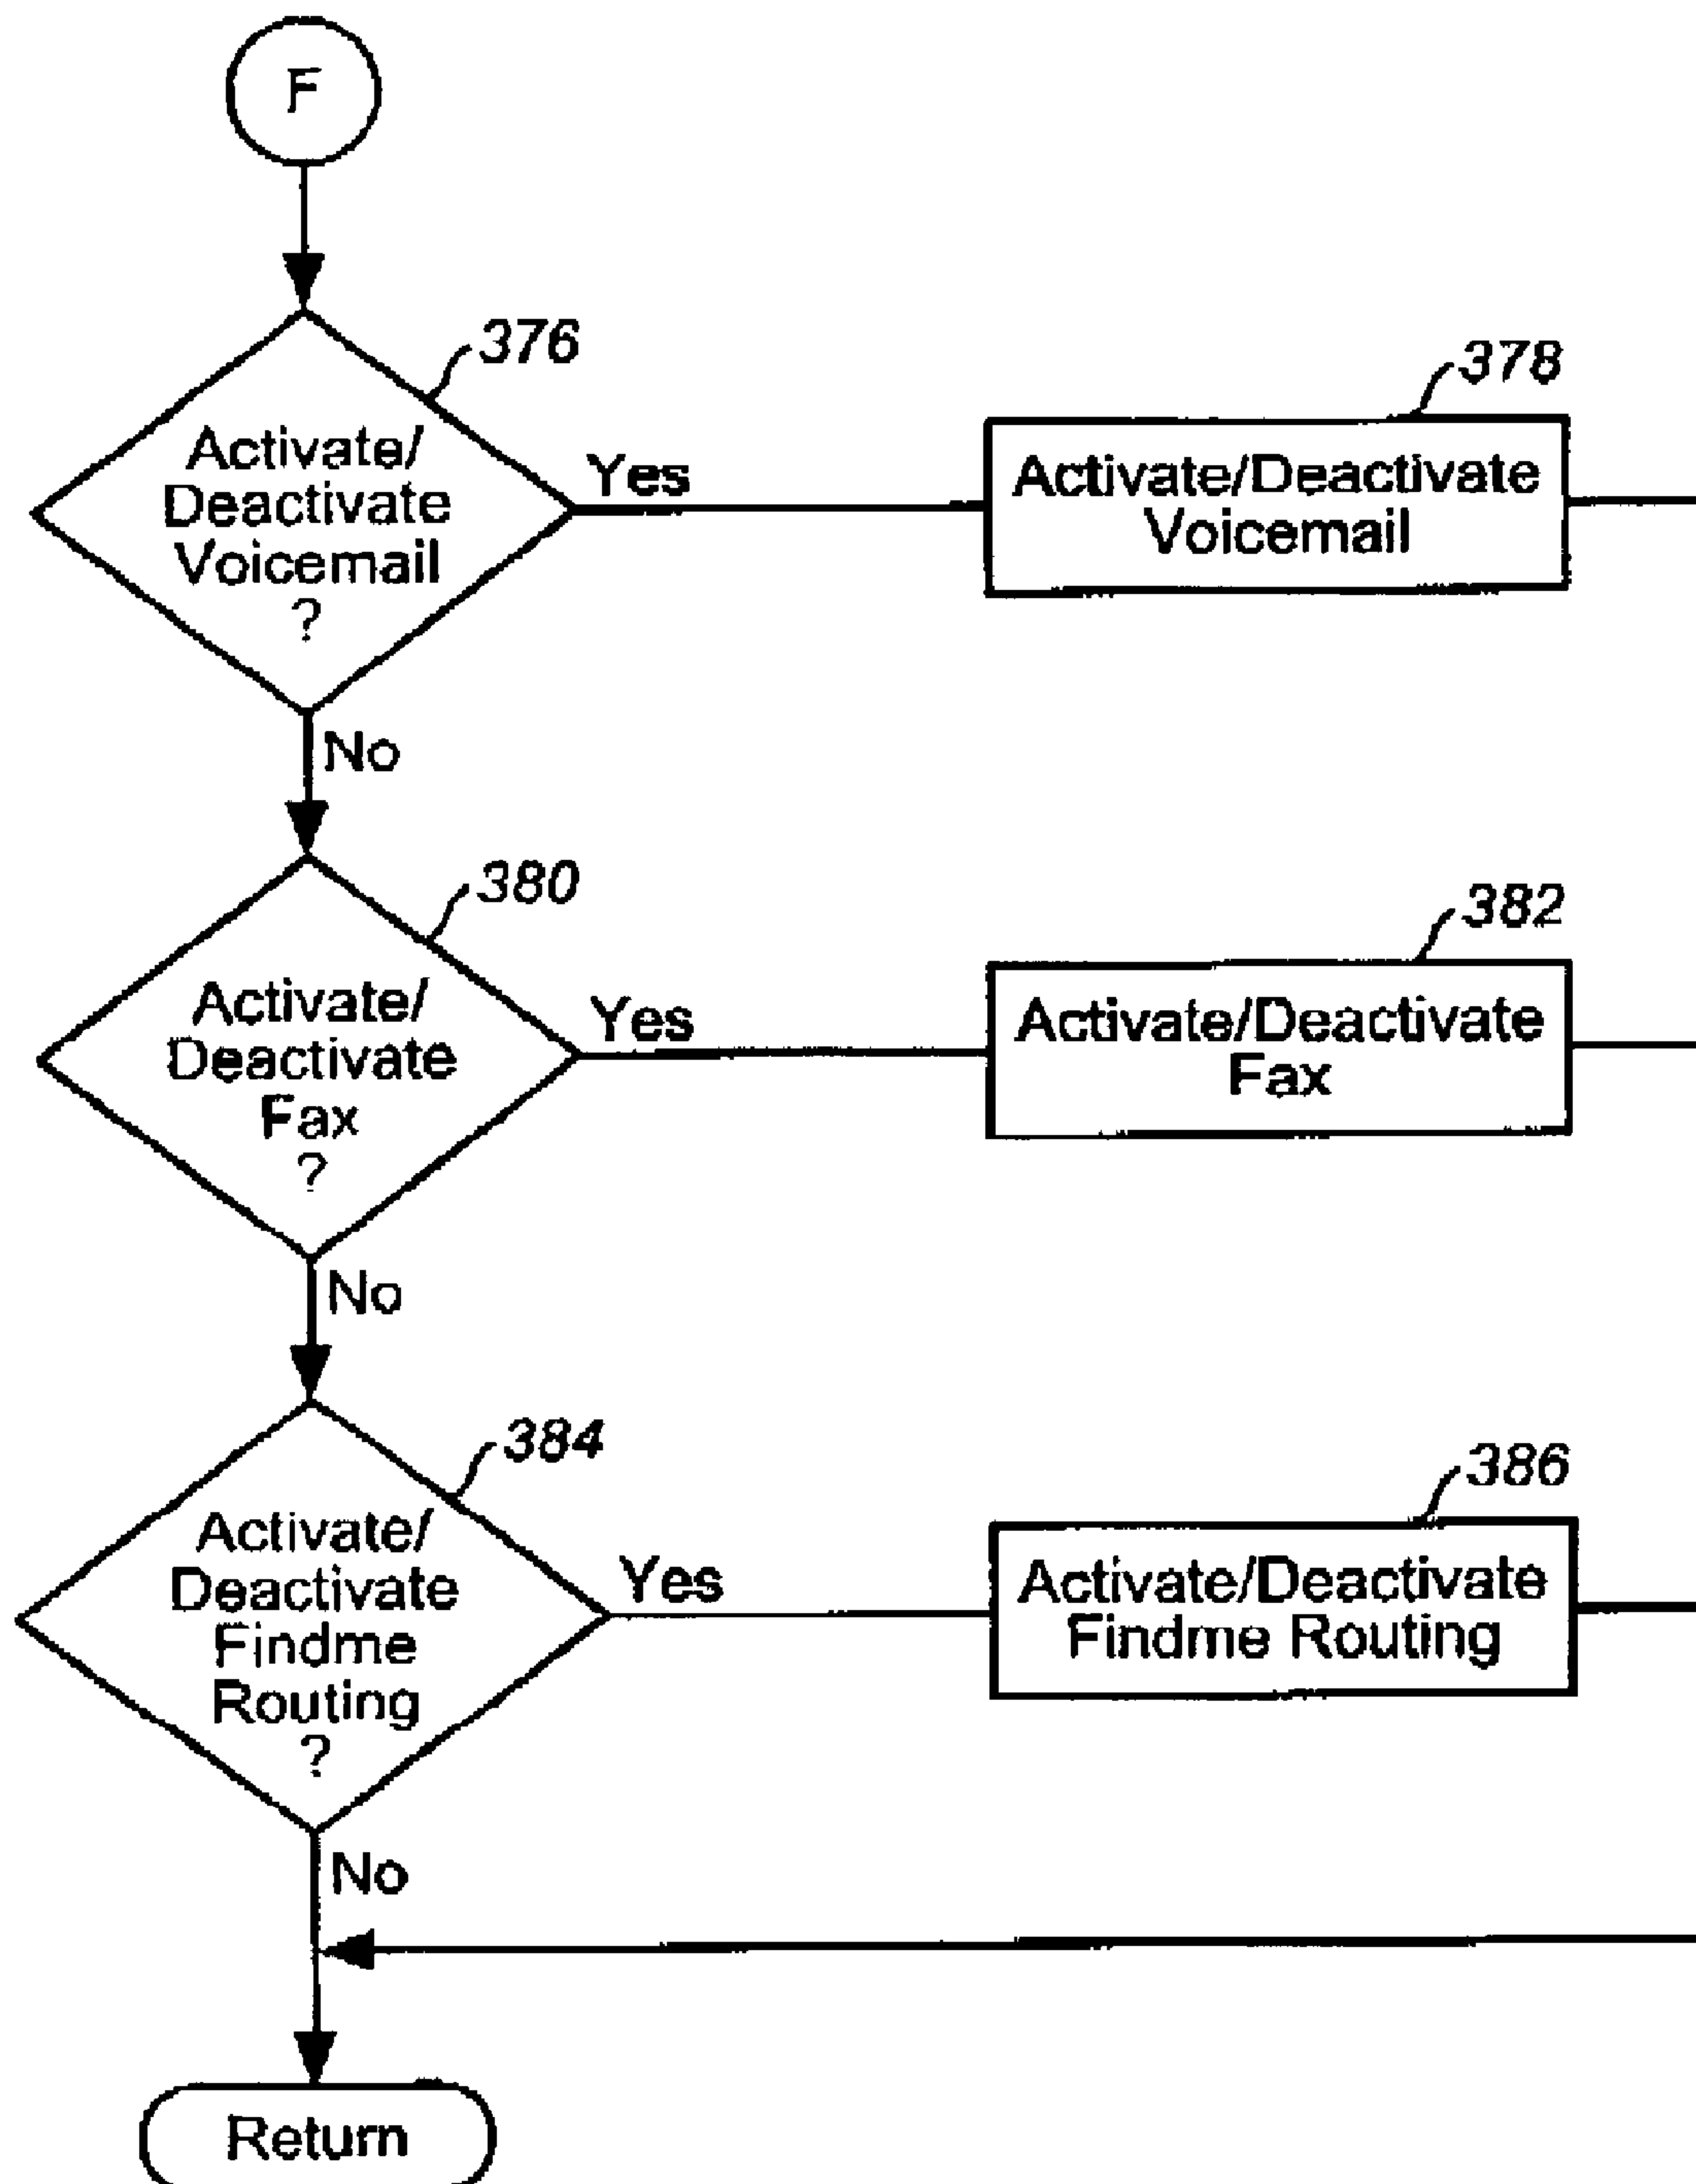 F
376
Activate/
Deactivate
Voicemail
?
Yes
378
Activate/Deactivate
Voicemail
No
380
Activate/
Deactivate
Fax
?
Yes
382
Activate/Deactivate
Fax
No
384
Activate/
Deactivate
Findme
Routing
?
Yes
386
Activate/Deactivate
Findme Routing
No
Return